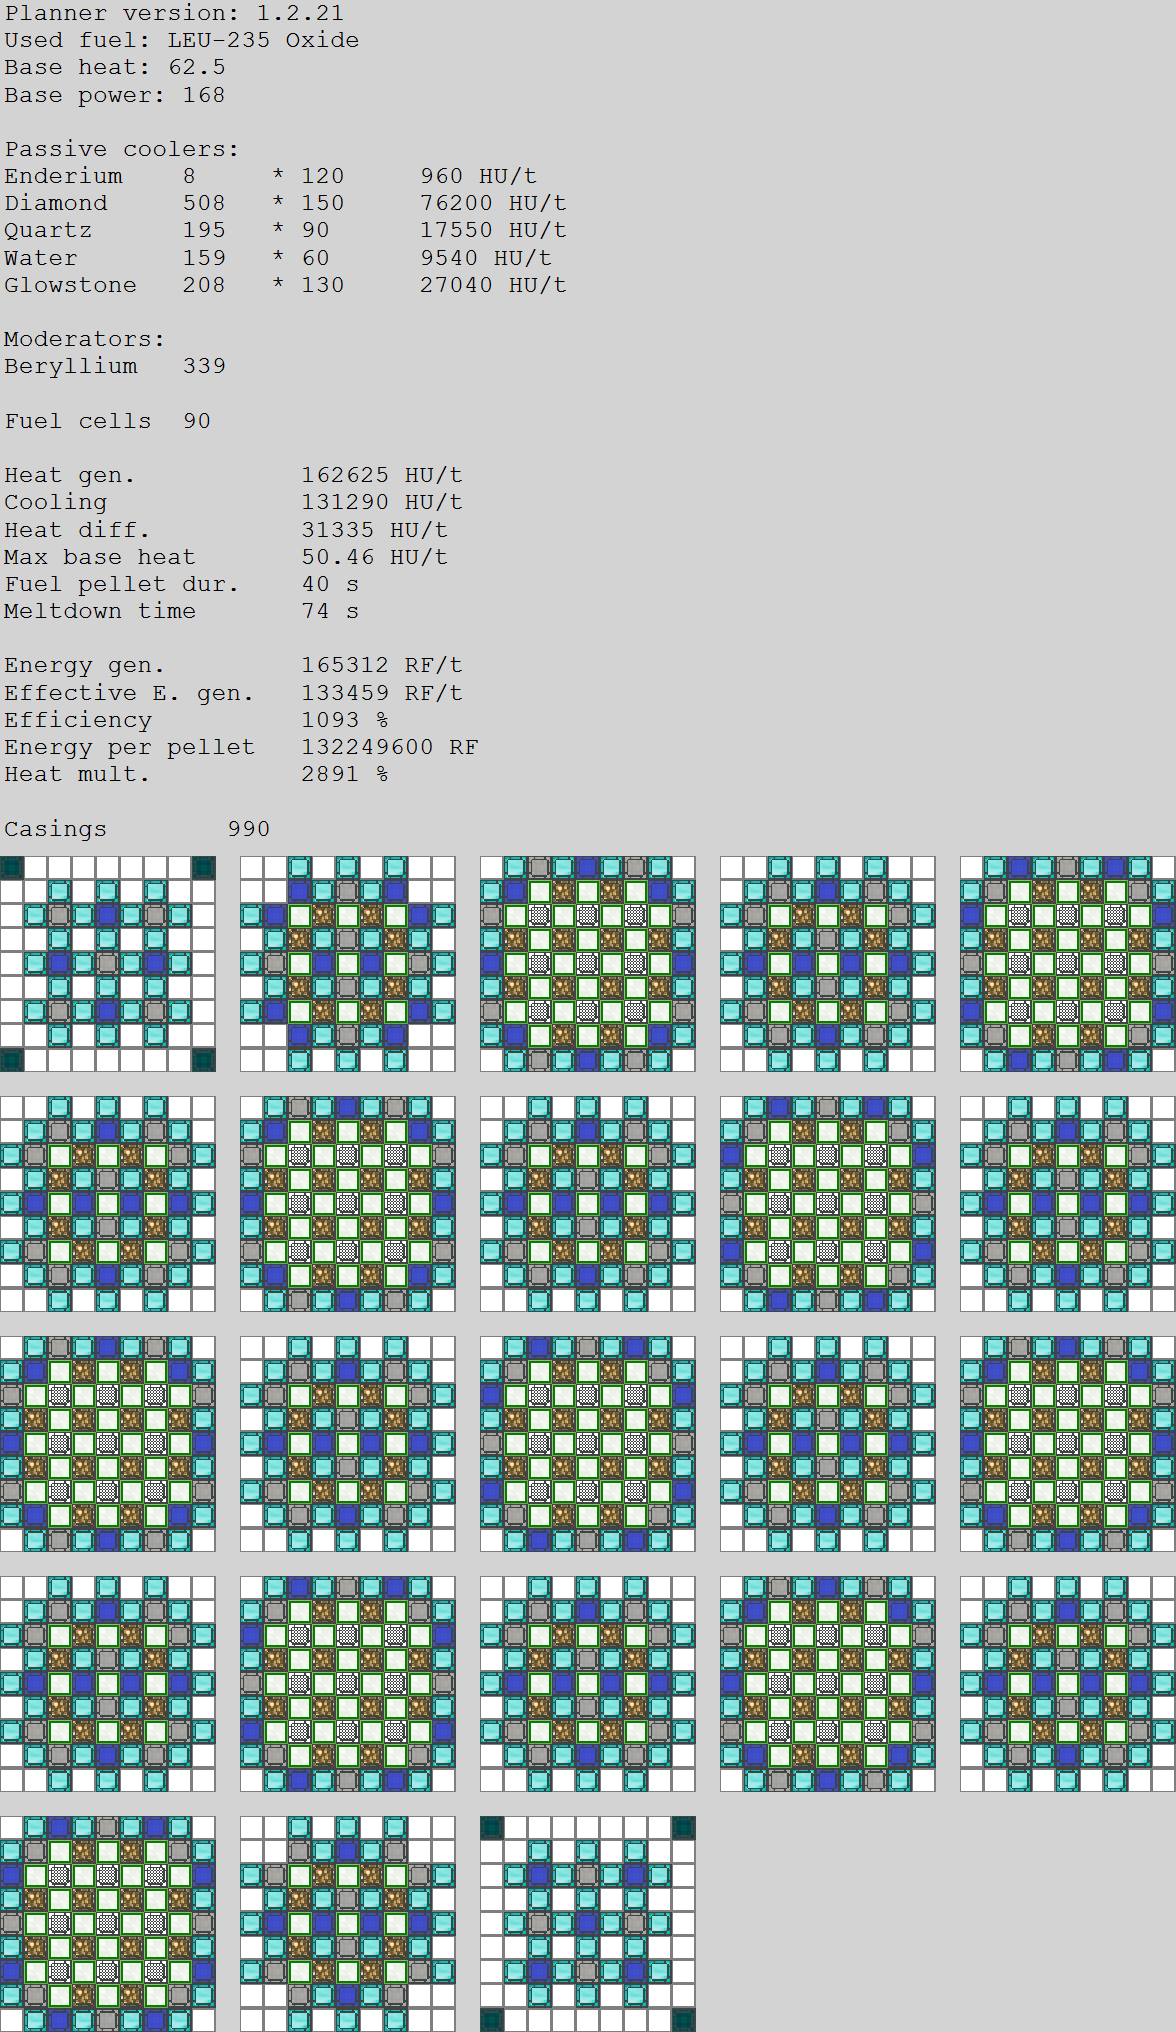 Planner version: 1.2.21
Used fuel: LEU-235 Oxide
Base heat: 62.5
Base power: 168
Passive coolers:
Enderium 8 * 120 960 HU/t
Diamond 508 * 150 76200 HU/t
Quartz 195 * 90 17550 HU/t
Water 159 * 60 9540 HU/t
Glowstone 208 * 130 27040 HU/t
Moderators:
Beryllium 339
Fuel cells 90
Heat gen. 162625 HU/t
Cooling 131290 HU/t
Heat diff. 31335 HU/t
Max base heat 50.46 HU/t
Fuel pellet dur. 40 s
Meltdown time 74 s
Energy gen. 165312 RF/t
Effective E. gen. 133459 RF/t
Efficiency 1093 %
Energy per pellet 132249600 RF
Heat mult. 2891 %
Casings 990